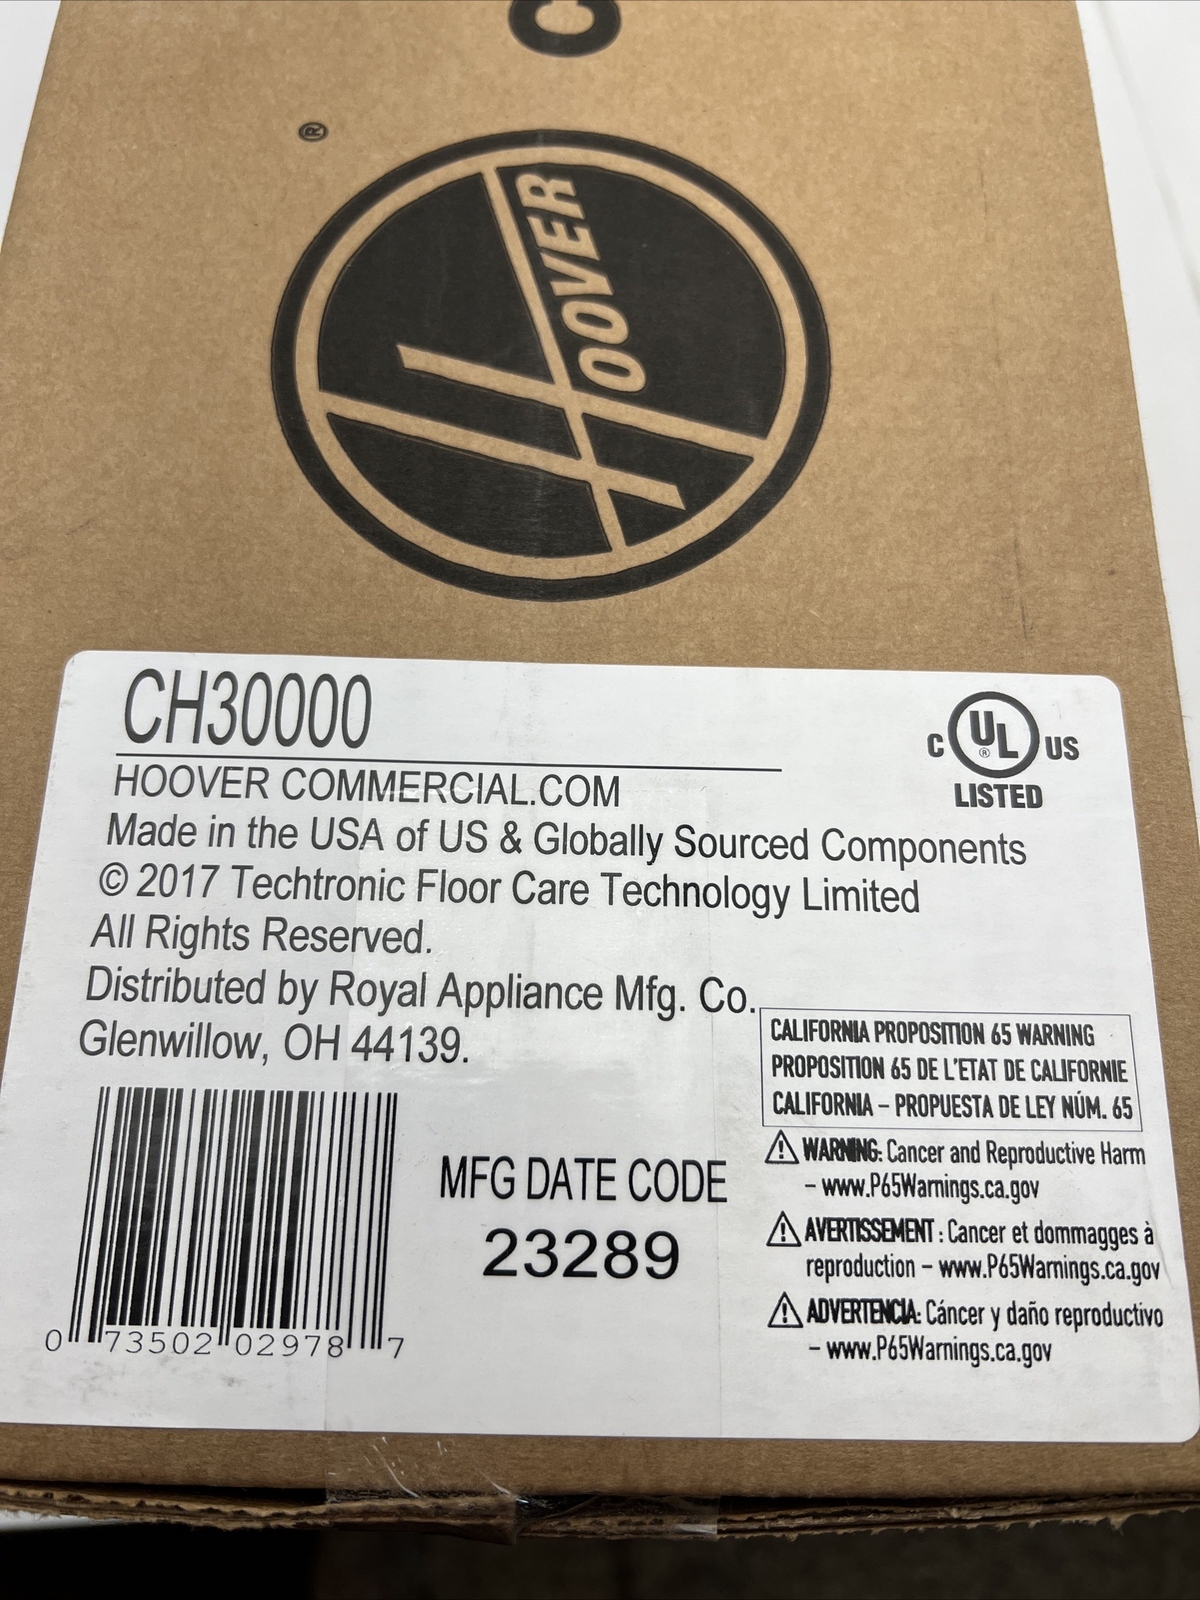 C
®
HOOVER
CH30000
HOOVER COMMERCIAL.COM
Made in the USA of US & Globally Sourced Components
© 2017 Techtronic Floor Care Technology Limited
All Rights Reserved.
Distributed by Royal Appliance Mfg. Co.
Glenwillow, OH 44139.
C UL ® US
LISTED
CALIFORNIA PROPOSITION 65 WARNING
PROPOSITION 65 DE L'ETAT DE CALIFORNIE
CALIFORNIA – PROPUESTA DE LEY NÚM. 65
⚠ WARNING: Cancer and Reproductive Harm
– www.P65Warnings.ca.gov
⚠ AVERTISSEMENT : Cancer et dommagges à
reproduction – www.P65Warnings.ca.gov
⚠ ADVERTENCIA: Cáncer y daño reproductivo
– www.P65Warnings.ca.gov
MFG DATE CODE
23289
0 73502 02978 7